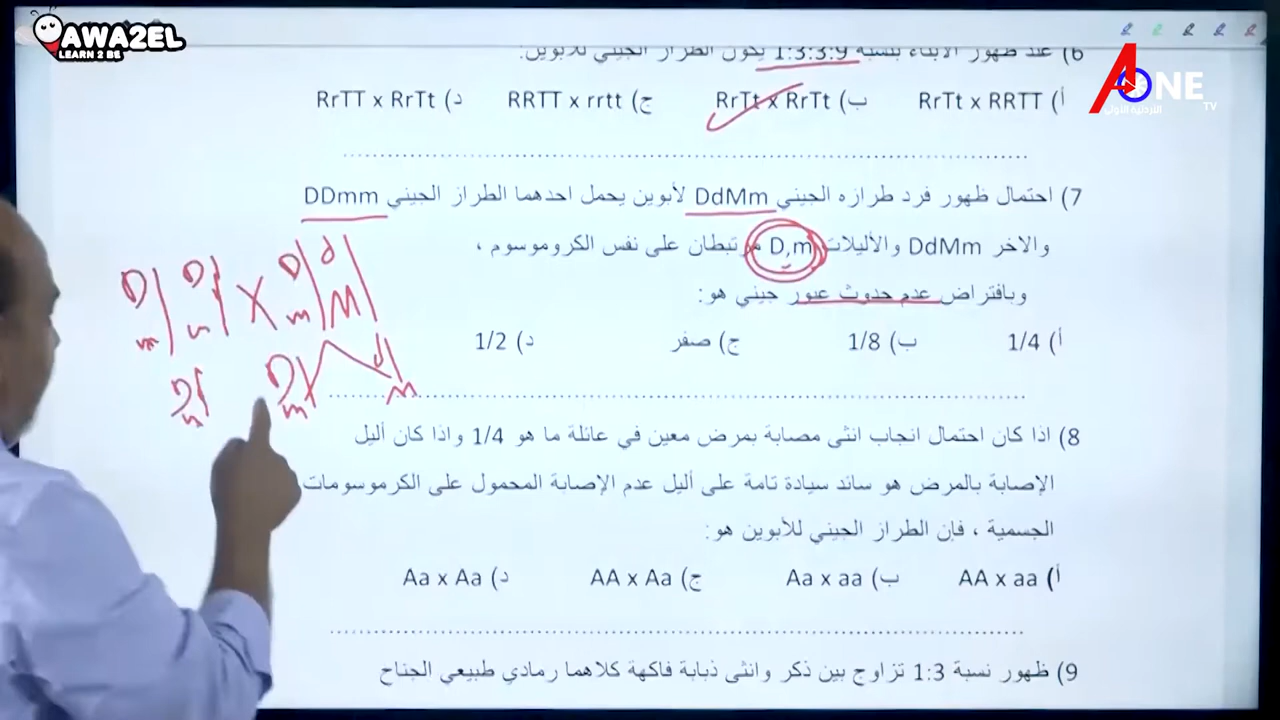 AWA2EL
LEARN 2 BE
A ONE TV
الأردنية الأولى
6) عند ظهور الأبناء بنسبة 1:3:3:9 يكون الطراز الجيني للأبوين:
أ) RrTt x RRTT ب) RrTt x RrTt ج) RRTT x rrtt د) RrTT x RrTt
7) احتمال ظهور فرد طرازه الجيني DdMm لأبوين يحمل احدهما الطراز الجيني DDmm
والاخر DdMm والأليلات D,m مرتبطان على نفس الكروموسوم ،
وبافتراض عدم حدوث عبور جيني هو:
أ) 1/4 ب) 1/8 ج) صفر د) 1/2
D D X D d
m m m M
D D d
m m M
8) اذا كان احتمال انجاب انثى مصابة بمرض معين في عائلة ما هو 1/4 واذا كان أليل
الإصابة بالمرض هو سائد سيادة تامة على أليل عدم الإصابة المحمول على الكرموسومات
الجسمية ، فإن الطراز الجيني للأبوين هو:
أ) AA x aa ب) Aa x aa ج) AA x Aa د) Aa x Aa
9) ظهور نسبة 1:3 تزاوج بين ذكر وانثى ذبابة فاكهة كلاهما رمادي طبيعي الجناح